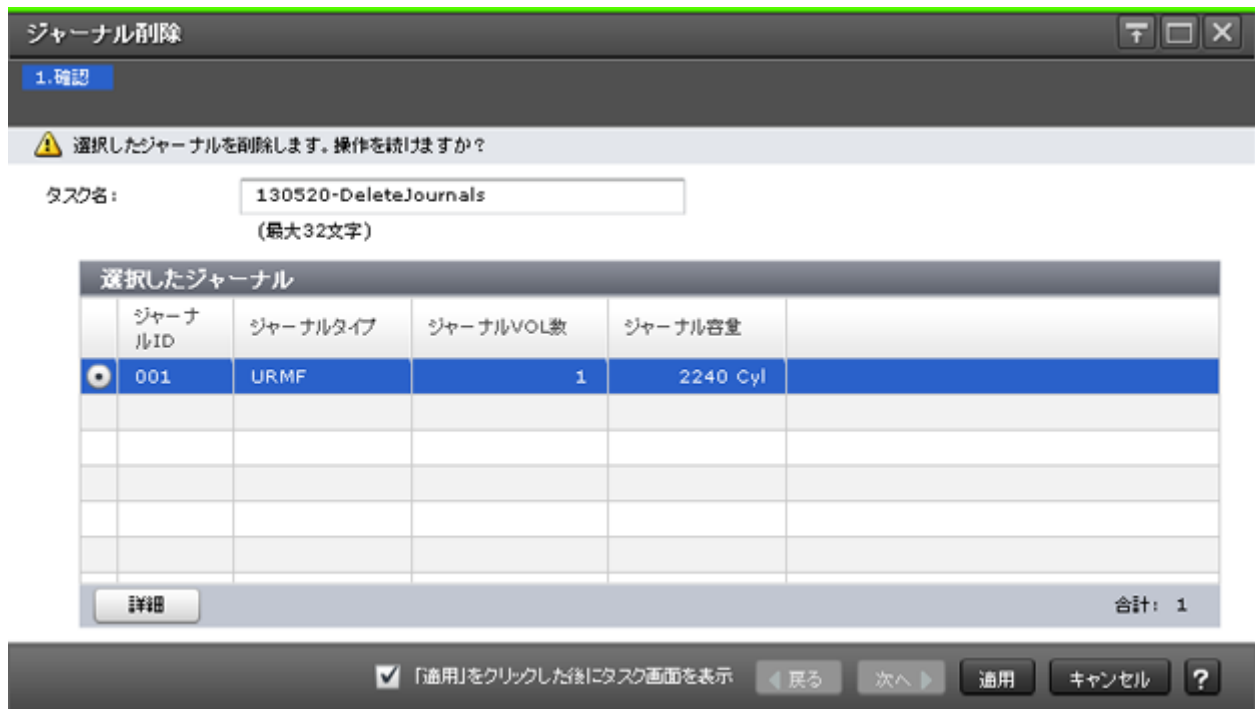 ジャーナル削除
1.確認
選択したジャーナルを削除します。操作を続けますか?
タスク名: 130520-DeleteJournals
(最大32文字)
選択したジャーナル
ジャーナルID ジャーナルタイプ ジャーナルVOL数 ジャーナル容量
001 URMF 1 2240 Cyl
詳細 合計: 1
「適用」をクリックした後にタスク画面を表示 戻る 次へ 適用 キャンセル ?